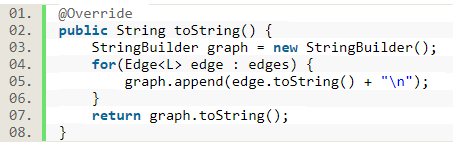 01. @Override
02. public String toString() {
03.     StringBuilder graph = new StringBuilder();
04.     for(Edge<L> edge : edges) {
05.         graph.append(edge.toString() + "\n");
06.     }
07.     return graph.toString();
08. }